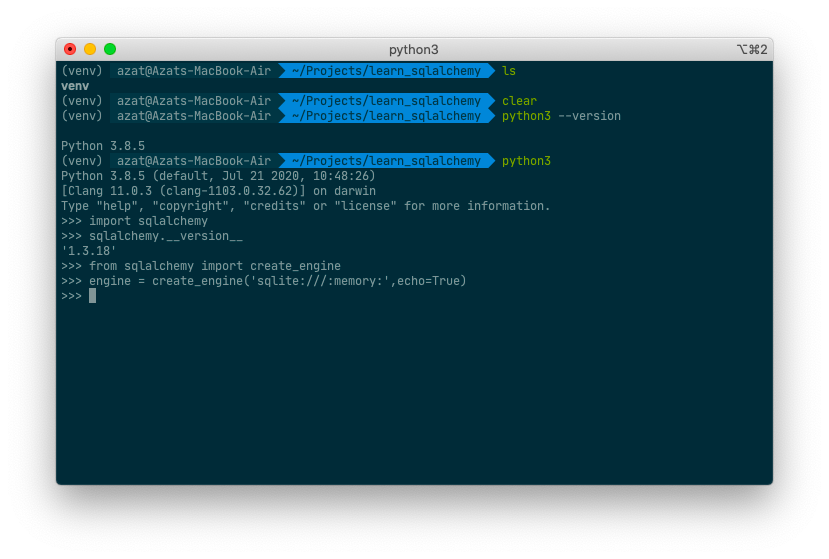 python3
⌥⌘2
(venv) azat@Azats-MacBook-Air ~/Projects/learn_sqlalchemy ls
venv
(venv) azat@Azats-MacBook-Air ~/Projects/learn_sqlalchemy clear
(venv) azat@Azats-MacBook-Air ~/Projects/learn_sqlalchemy python3 --version
Python 3.8.5
(venv) azat@Azats-MacBook-Air ~/Projects/learn_sqlalchemy python3
Python 3.8.5 (default, Jul 21 2020, 10:48:26)
[Clang 11.0.3 (clang-1103.0.32.62)] on darwin
Type "help", "copyright", "credits" or "license" for more information.
>>> import sqlalchemy
>>> sqlalchemy.__version__
'1.3.18'
>>> from sqlalchemy import create_engine
>>> engine = create_engine('sqlite:///:memory:',echo=True)
>>>